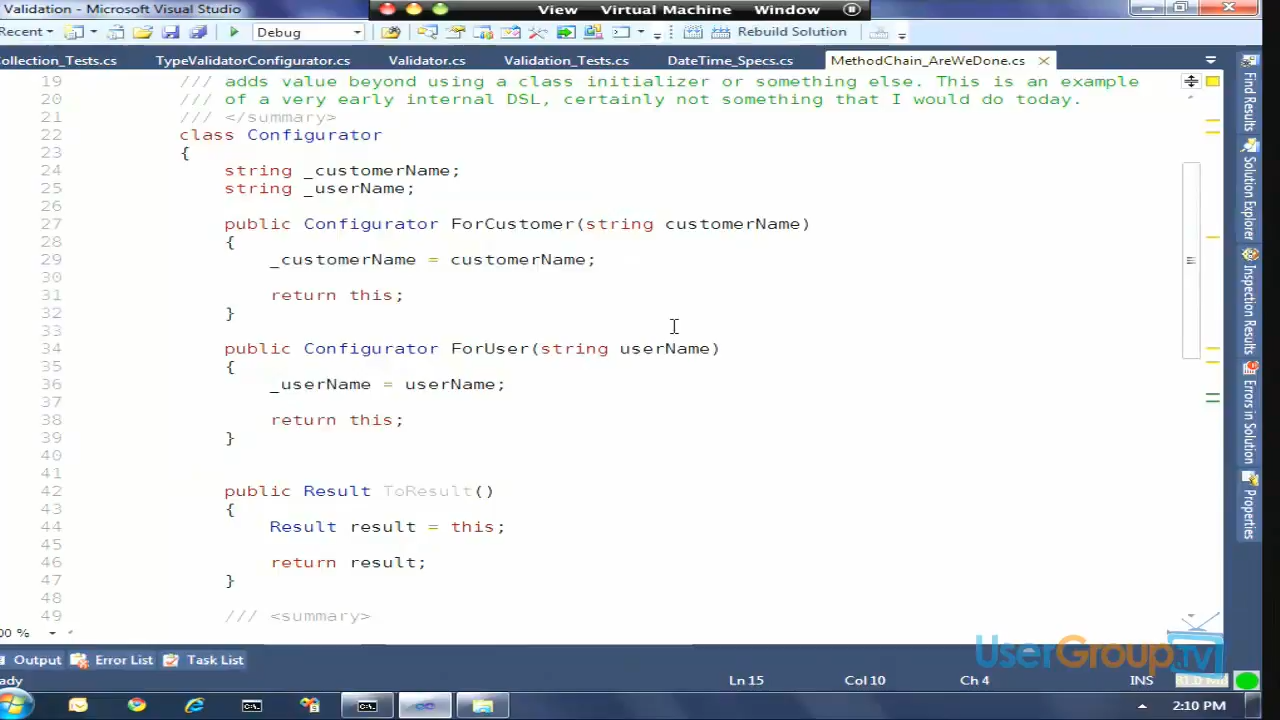 Validation - Microsoft Visual Studio
View Virtual Machine Window
Recent Debug Rebuild Solution
ollection_Tests.cs TypeValidatorConfigurator.cs Validator.cs Validation_Tests.cs DateTime_Specs.cs MethodChain_AreWeDone.cs
19 /// adds value beyond using a class initializer or something else. This is an example
20 /// of a very early internal DSL, certainly not something that I would do today.
21 /// </summary>
22 class Configurator
23 {
24 string _customerName;
25 string _userName;
26
27 public Configurator ForCustomer(string customerName)
28 {
29 _customerName = customerName;
30
31 return this;
32 }
33
34 public Configurator ForUser(string userName)
35 {
36 _userName = userName;
37
38 return this;
39 }
40
41
42 public Result ToResult()
43 {
44 Result result = this;
45
46 return result;
47 }
48
49 /// <summary>
Find Results
Solution Explorer
Inspection Results
Errors in Solution
Properties
00 %
UserGroup.tv
Output Error List Task List
ady Ln 15 Col 10 Ch 4 INS
2:10 PM